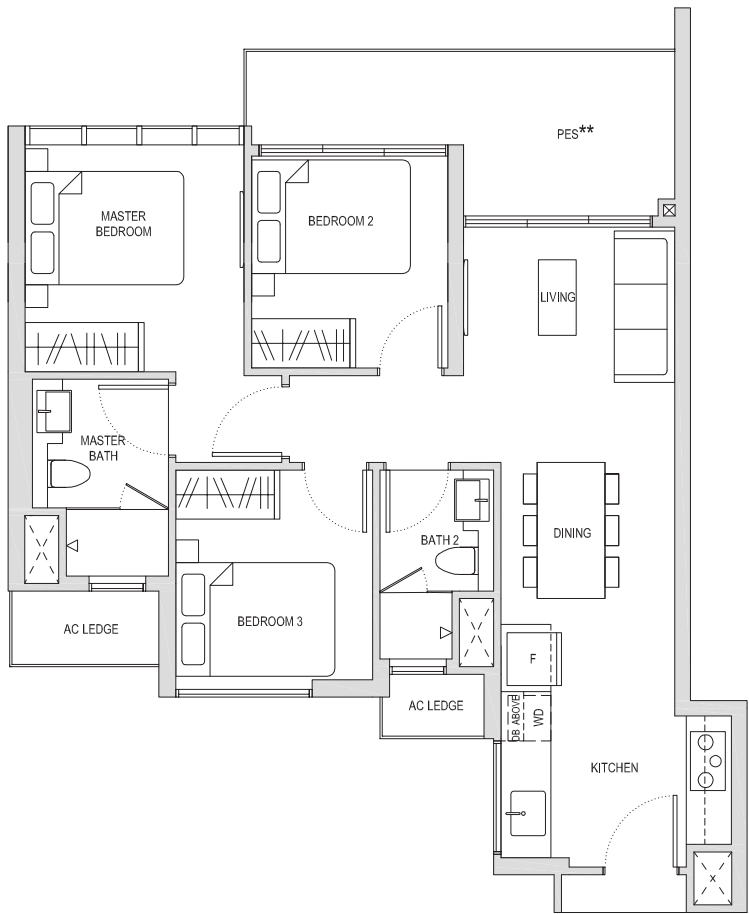 PES**
MASTER
BEDROOM
BEDROOM 2
LIVING
MASTER
BATH
BATH 2
DINING
BEDROOM 3
AC LEDGE
F
AC LEDGE
DB ABOVE
WD
KITCHEN
X